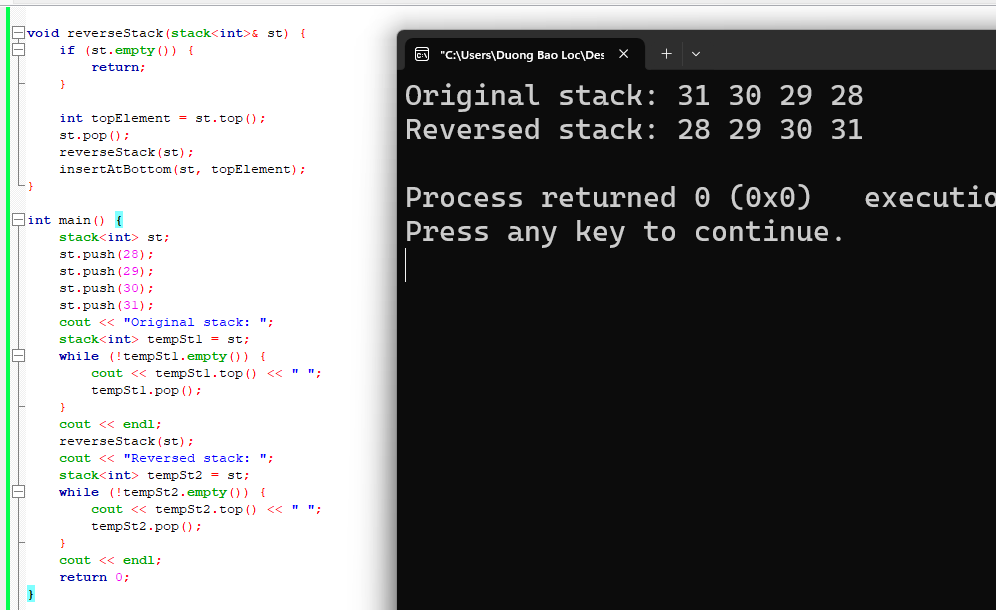 void reverseStack(stack<int>& st) {
    if (st.empty()) {
        return;
    }

    int topElement = st.top();
    st.pop();
    reverseStack(st);
    insertAtBottom(st, topElement);
}

int main() {
    stack<int> st;
    st.push(28);
    st.push(29);
    st.push(30);
    st.push(31);
    cout << "Original stack: ";
    stack<int> tempSt1 = st;
    while (!tempSt1.empty()) {
        cout << tempSt1.top() << " ";
        tempSt1.pop();
    }
    cout << endl;
    reverseStack(st);
    cout << "Reversed stack: ";
    stack<int> tempSt2 = st;
    while (!tempSt2.empty()) {
        cout << tempSt2.top() << " ";
        tempSt2.pop();
    }
    cout << endl;
    return 0;
}
"C:\Users\Duong Bao Loc\Des
Original stack: 31 30 29 28
Reversed stack: 28 29 30 31

Process returned 0 (0x0)   executio
Press any key to continue.